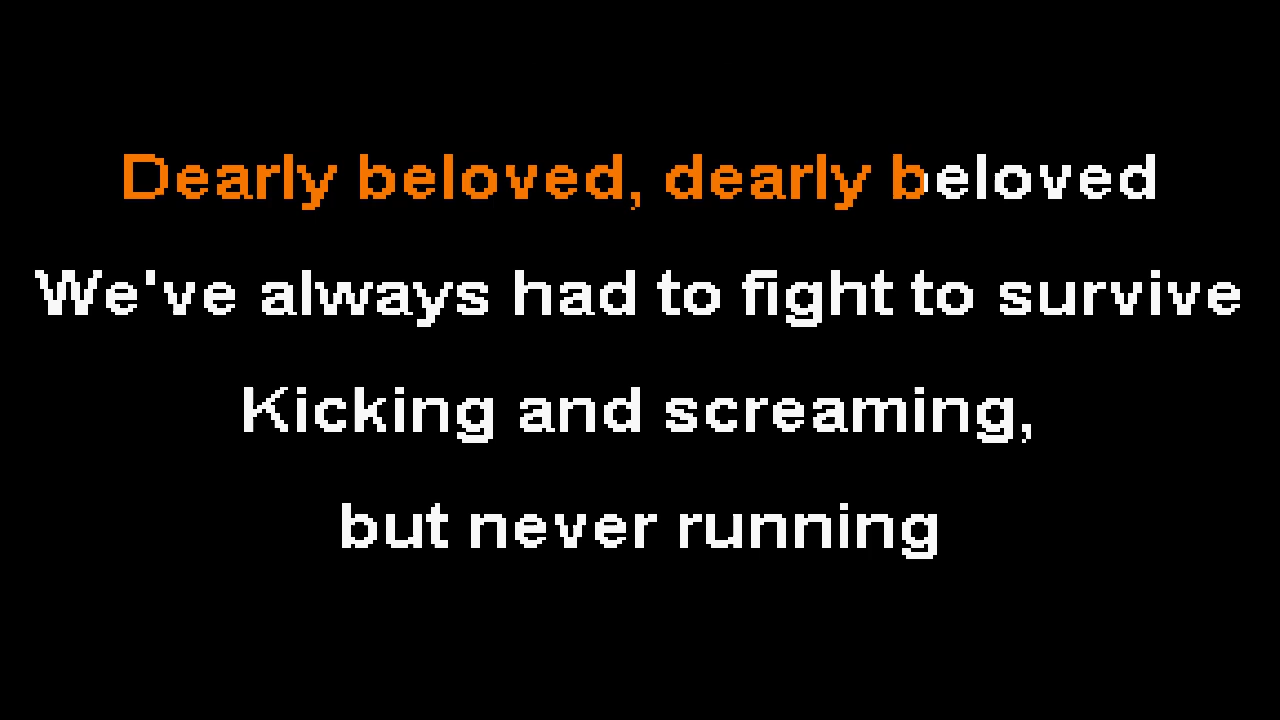 Dearly beloved, dearly beloved
We've always had to fight to survive
Kicking and screaming,
but never running